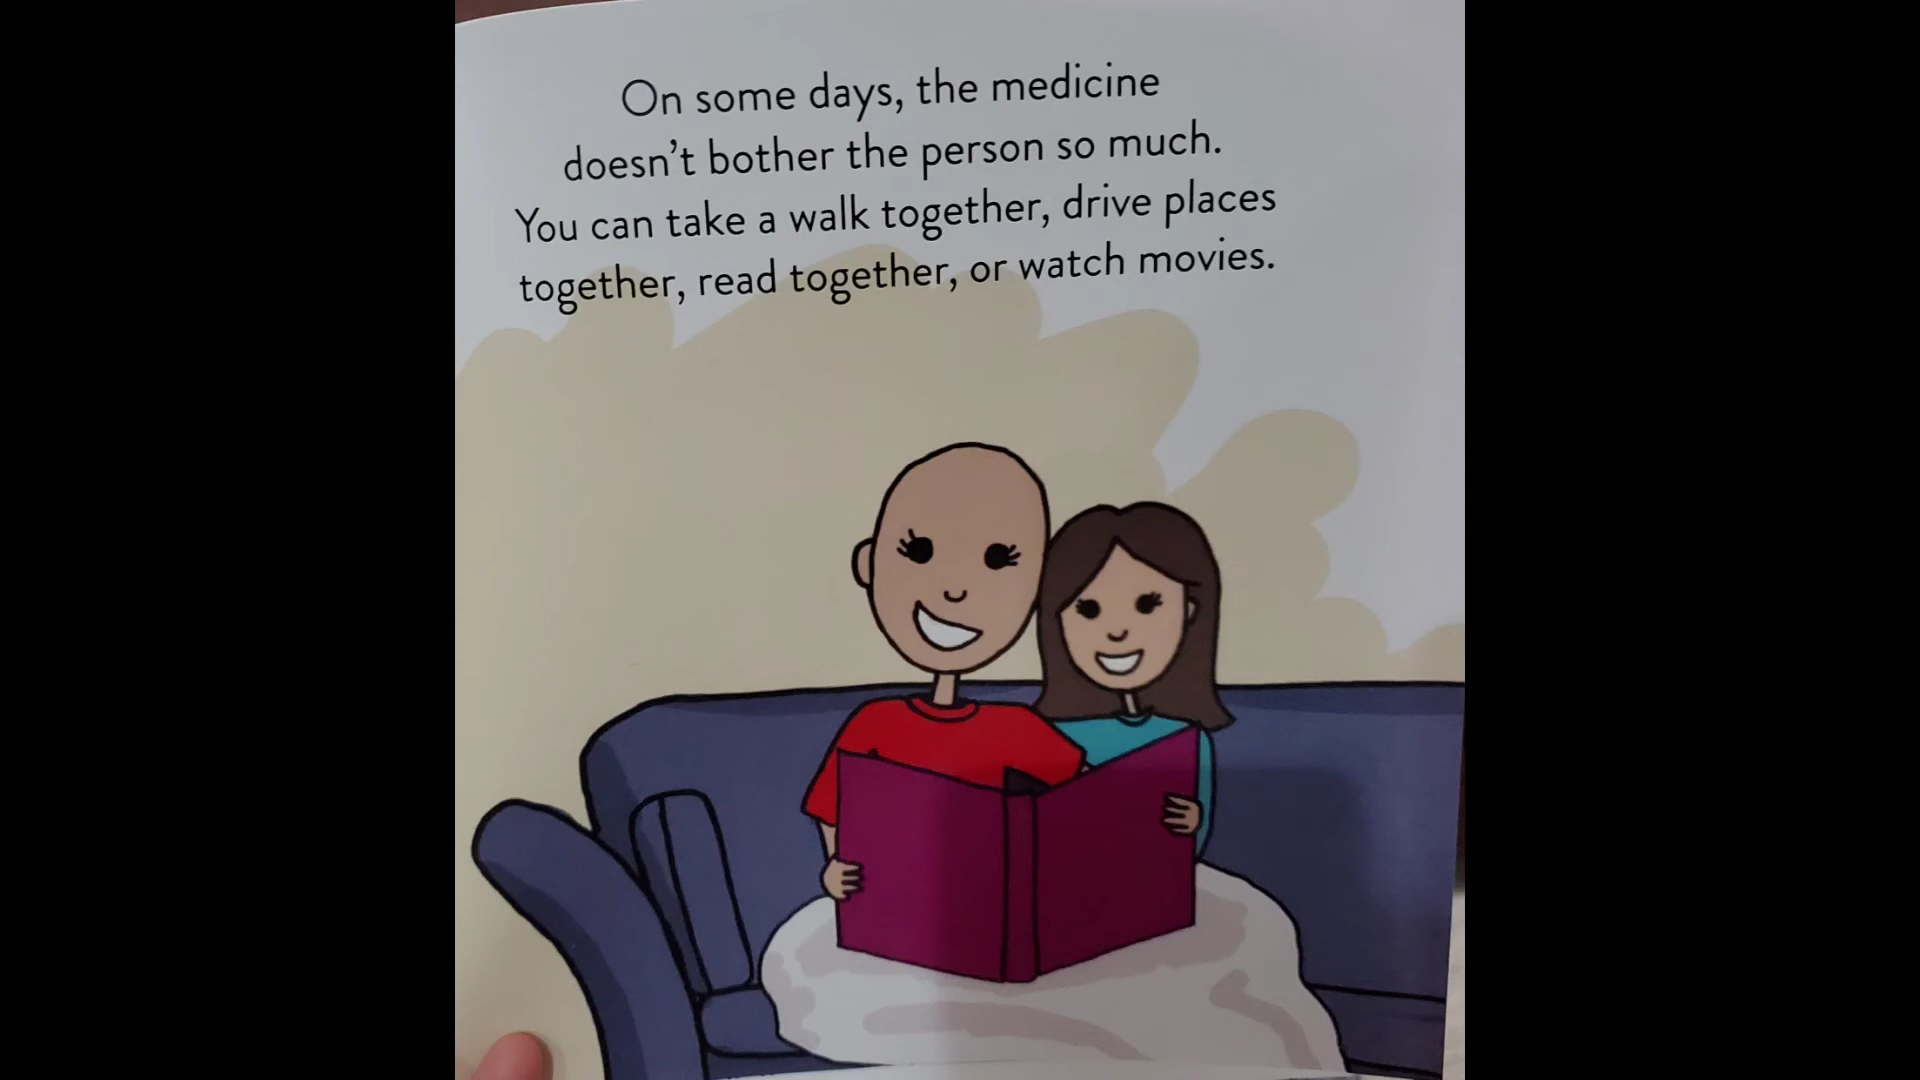 On some days, the medicine
doesn't bother the person so much.
You can take a walk together, drive places
together, read together, or watch movies.